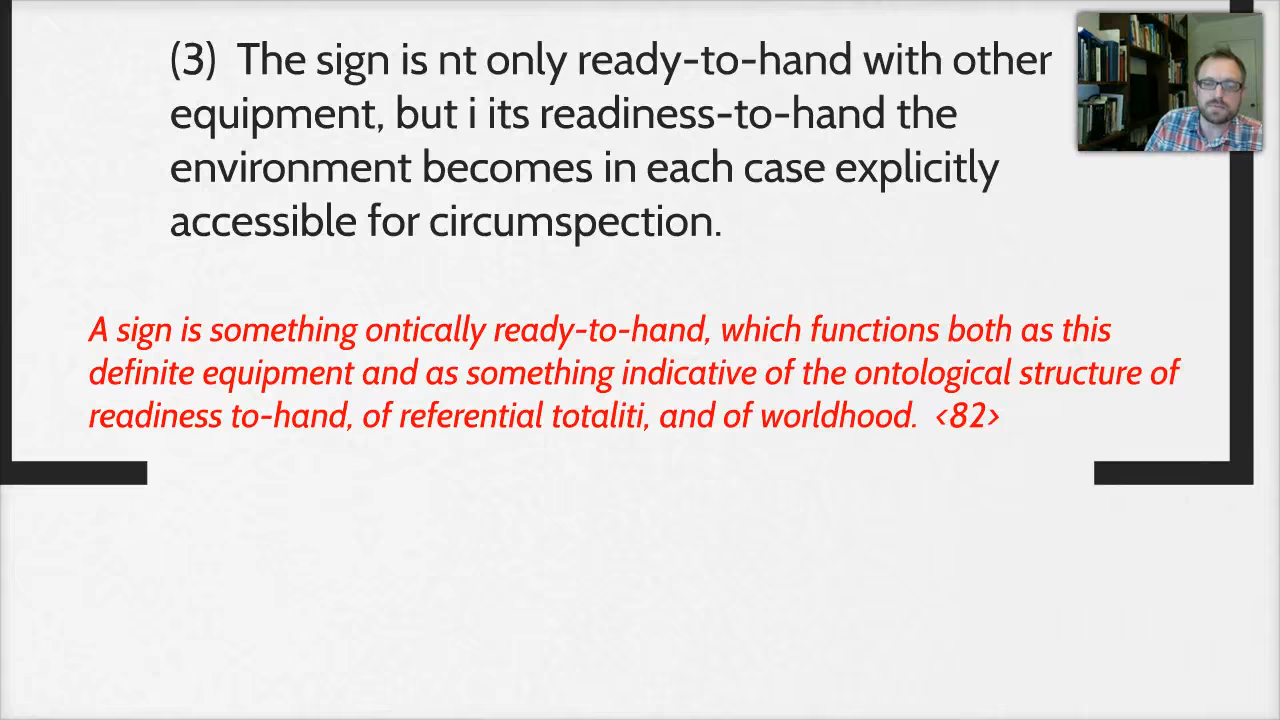 (3) The sign is nt only ready-to-hand with other
equipment, but i its readiness-to-hand the
environment becomes in each case explicitly
accessible for circumspection.
A sign is something ontically ready-to-hand, which functions both as this
definite equipment and as something indicative of the ontological structure of
readiness to-hand, of referential totaliti, and of worldhood. <82>